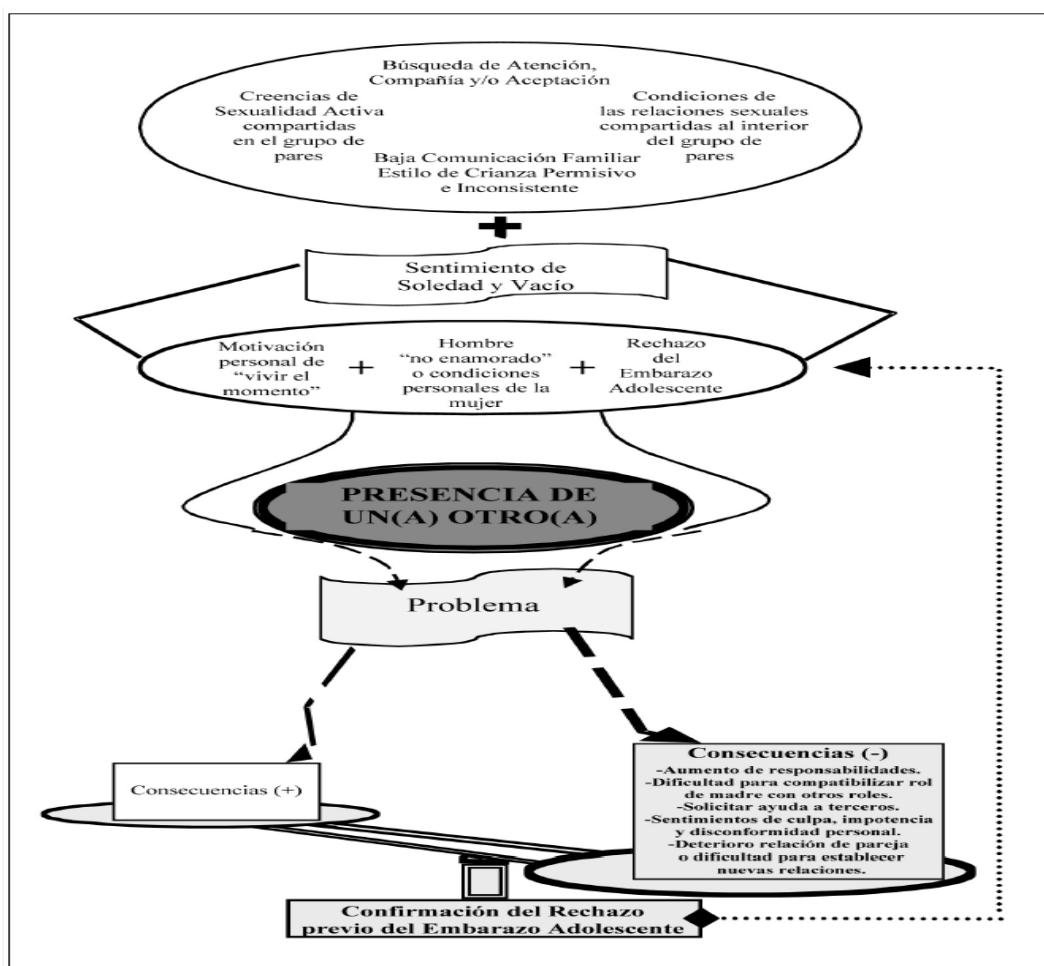 Búsqueda de Atención,
Compañía y/o Aceptación
Creencias de
Sexualidad Activa
compartidas
en el grupo de
pares
Condiciones de
las relaciones sexuales
compartidas al interior
del grupo de
pares
Baja Comunicación Familiar
Estilo de Crianza Permisivo
e Inconsistente
+
Sentimiento de
Soledad y Vacío
Motivación
personal de
“vivir el
momento”
+
Hombre
“no enamorado”
o condiciones
personales de la
mujer
+
Rechazo
del
Embarazo
Adolescente
PRESENCIA DE
UN(A) OTRO(A)
Problema
Consecuencias (+)
Consecuencias (-)
-Aumento de responsabilidades.
-Dificultad para compatibilizar rol
de madre con otros roles.
-Solicitar ayuda a terceros.
-Sentimientos de culpa, impotencia
y disconformidad personal.
-Deterioro relación de pareja
o dificultad para establecer
nuevas relaciones.
Confirmación del Rechazo
previo del Embarazo Adolescente